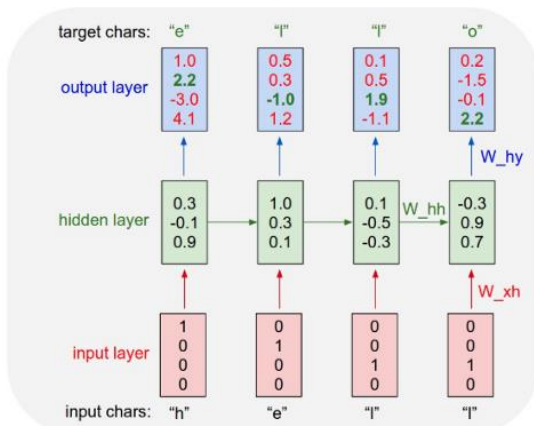 target chars: "e" "l" "l" "o"
1.0 0.5 0.1 0.2
2.2 0.3 0.5 -1.5
output layer -3.0 -1.0 1.9 -0.1
4.1 1.2 -1.1 2.2
W_hy
0.3 1.0 0.1 -0.3
hidden layer -0.1 0.3 -0.5 W_hh 0.9
0.9 0.1 -0.3 0.7
W_xh
1 0 0 0
0 1 0 0
input layer 0 0 1 1
0 0 0 0
input chars: "h" "e" "l" "l"